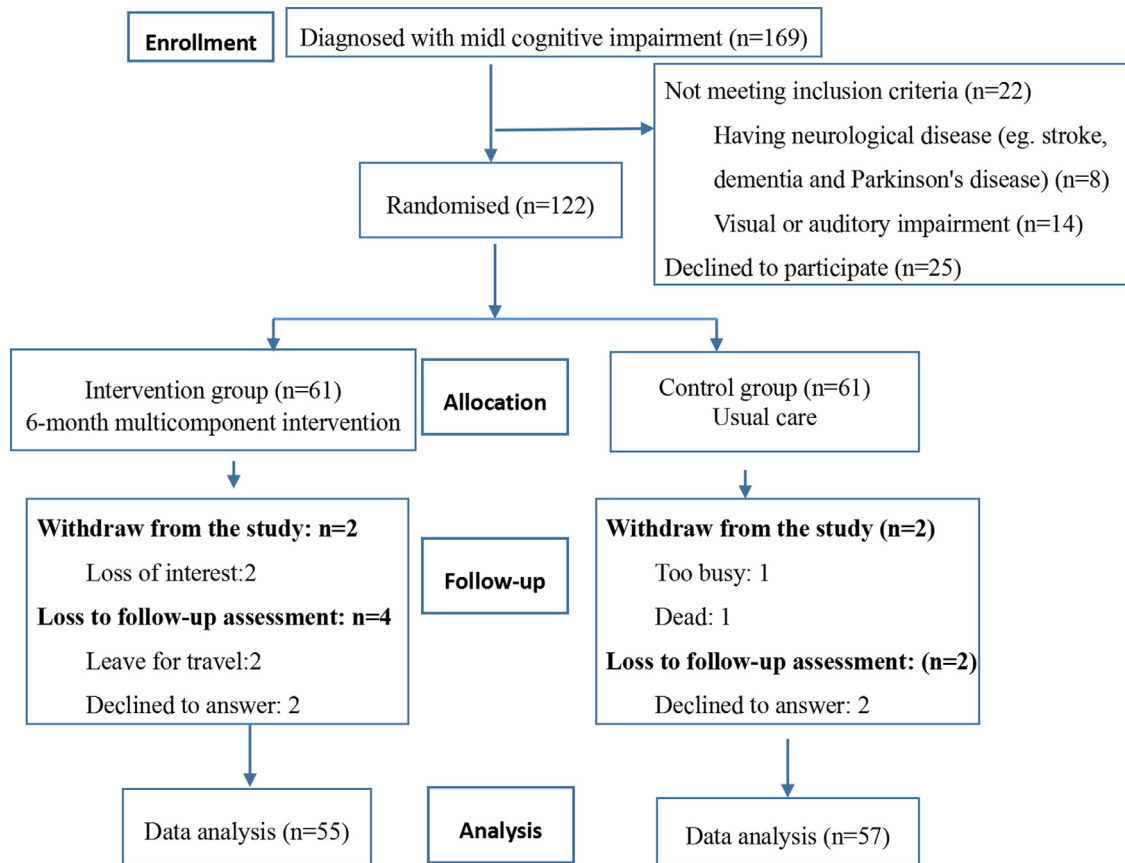 Enrollment
Diagnosed with midl cognitive impairment (n=169)
Not meeting inclusion criteria (n=22)
Having neurological disease (eg. stroke,
dementia and Parkinson's disease) (n=8)
Visual or auditory impairment (n=14)
Declined to participate (n=25)
Randomised (n=122)
Intervention group (n=61)
6-month multicomponent intervention
Allocation
Control group (n=61)
Usual care
Withdraw from the study: n=2
Loss of interest:2
Loss to follow-up assessment: n=4
Leave for travel:2
Declined to answer: 2
Follow-up
Withdraw from the study (n=2)
Too busy: 1
Dead: 1
Loss to follow-up assessment: (n=2)
Declined to answer: 2
Data analysis (n=55)
Analysis
Data analysis (n=57)